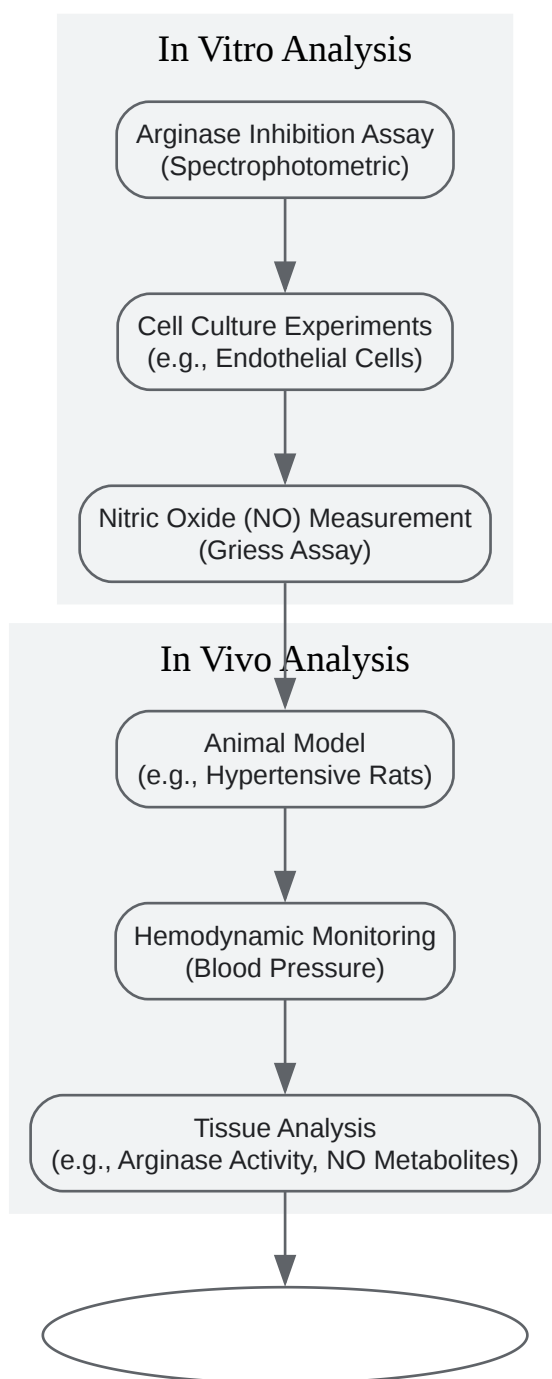 In Vitro Analysis
Arginase Inhibition Assay
(Spectrophotometric)
Cell Culture Experiments
(e.g., Endothelial Cells)
Nitric Oxide (NO) Measurement
(Griess Assay)
In Vivo Analysis
Animal Model
(e.g., Hypertensive Rats)
Hemodynamic Monitoring
(Blood Pressure)
Tissue Analysis
(e.g., Arginase Activity, NO Metabolites)